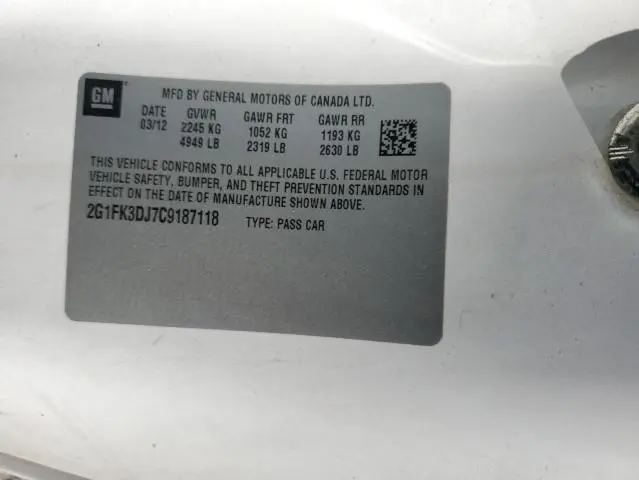 GM
MFD BY GENERAL MOTORS OF CANADA LTD.
DATE GVWR GAWR FRT GAWR RR
03/12 2245 KG 1052 KG 1193 KG
4949 LB 2319 LB 2630 LB
THIS VEHICLE CONFORMS TO ALL APPLICABLE U.S. FEDERAL MOTOR
VEHICLE SAFETY, BUMPER, AND THEFT PREVENTION STANDARDS IN
EFFECT ON THE DATE OF MANUFACTURE SHOWN ABOVE.
2G1FK3DJ7C9187118 TYPE: PASS CAR